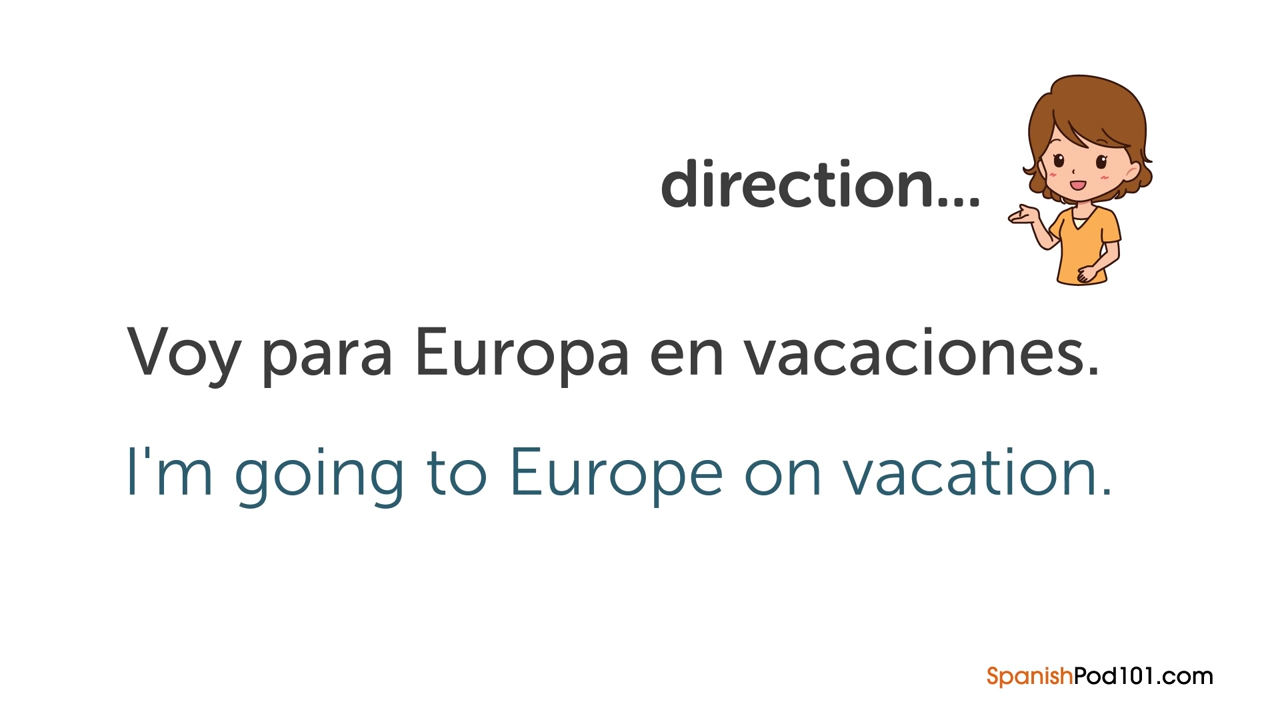 direction...
Voy para Europa en vacaciones.
I'm going to Europe on vacation.
SpanishPod101.com